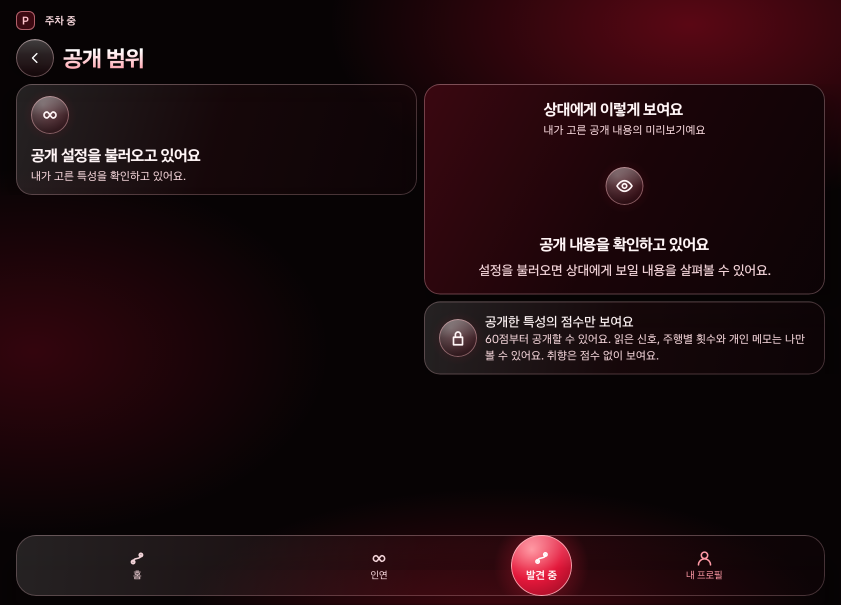 P 주차 중
공개 범위
공개 설정을 불러오고 있어요
내가 고른 특성을 확인하고 있어요.
상대에게 이렇게 보여요
내가 고른 공개 내용의 미리보기예요
공개 내용을 확인하고 있어요
설정을 불러오면 상대에게 보일 내용을 살펴볼 수 있어요.
공개한 특성의 점수만 보여요
60점부터 공개할 수 있어요. 읽은 신호, 주행별 횟수와 개인 메모는 나만
볼 수 있어요. 취향은 점수 없이 보여요.
홈
인연
발견 중
내 프로필